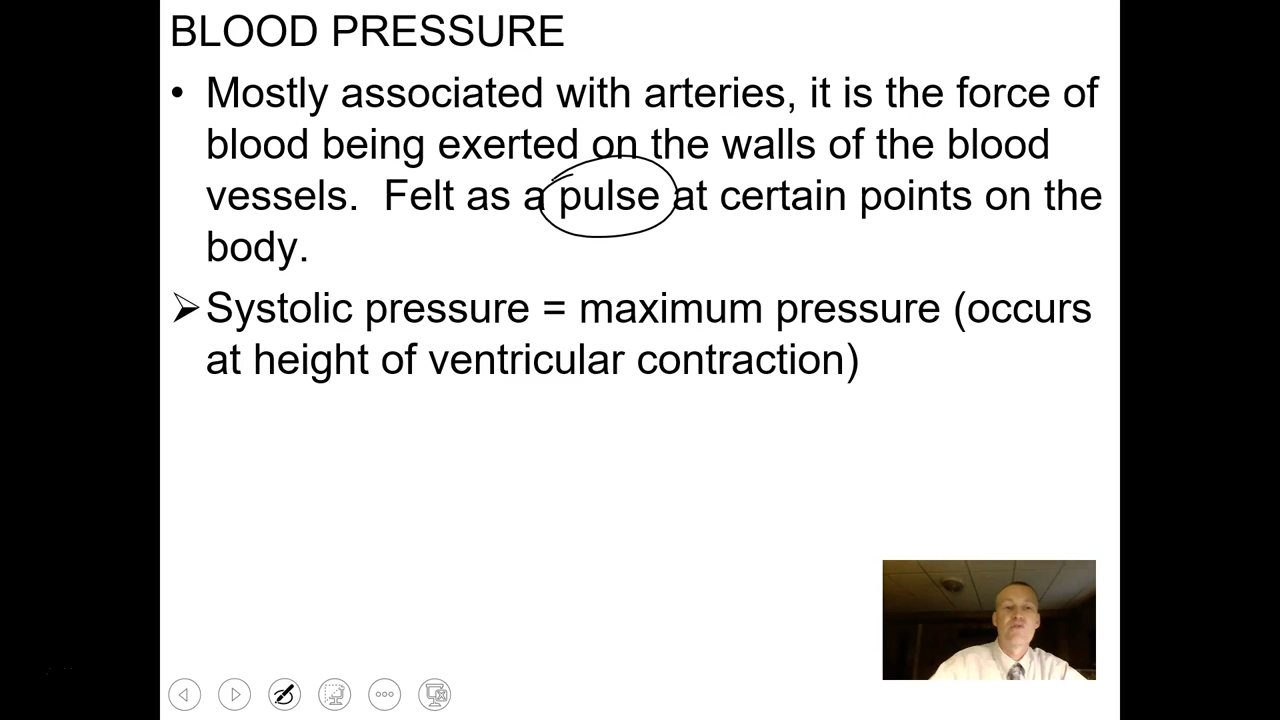 BLOOD PRESSURE
• Mostly associated with arteries, it is the force of
blood being exerted on the walls of the blood
vessels. Felt as a pulse at certain points on the
body.
➢ Systolic pressure = maximum pressure (occurs
at height of ventricular contraction)